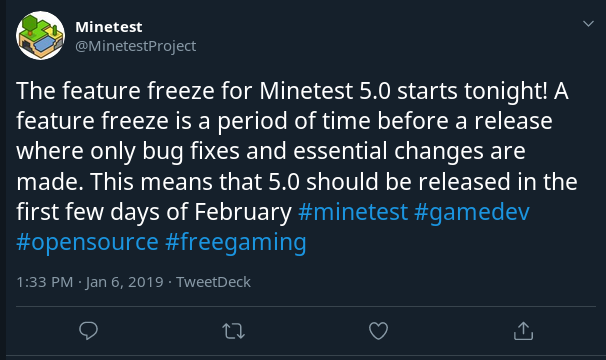 Minetest
@MinetestProject
The feature freeze for Minetest 5.0 starts tonight! A
feature freeze is a period of time before a release
where only bug fixes and essential changes are
made. This means that 5.0 should be released in the
first few days of February #minetest #gamedev
#opensource #freegaming
1:33 PM · Jan 6, 2019 · TweetDeck